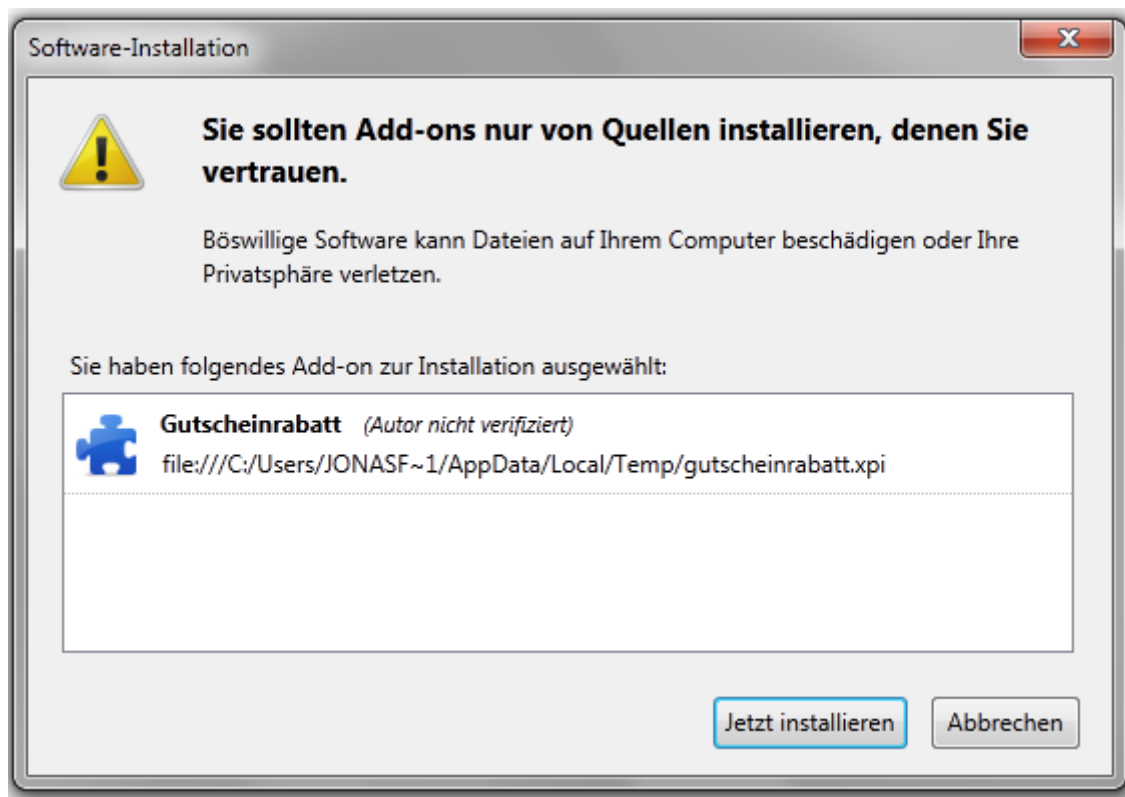 Software-Installation
Sie sollten Add-ons nur von Quellen installieren, denen Sie
vertrauen.
Böswillige Software kann Dateien auf Ihrem Computer beschädigen oder Ihre
Privatsphäre verletzen.
Sie haben folgendes Add-on zur Installation ausgewählt:
Gutscheinrabatt (Autor nicht verifiziert)
file:///C:/Users/JONASF~1/AppData/Local/Temp/gutscheinrabatt.xpi
Jetzt installieren Abbrechen